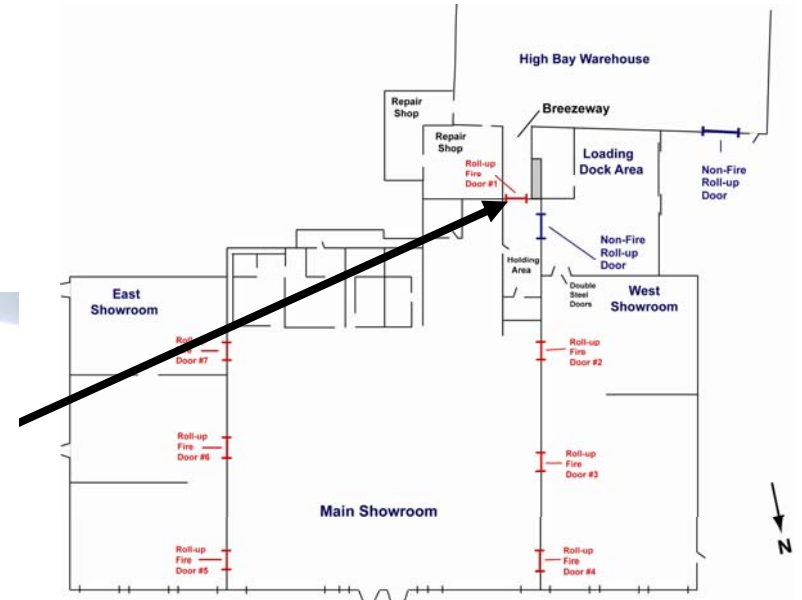 High Bay Warehouse
Breezeway
Repair
Shop
Repair
Shop
Roll-up
Fire
Door #1
Loading
Dock Area
Non-Fire
Roll-up
Door
Non-Fire
Roll-up
Door
Holding
Area
Double
Steel
Doors
East
Showroom
West
Showroom
Door #7
Roll-up
Fire
Door #2
Roll-up
Fire
Door #6
Roll-up
Fire
Door #3
Main Showroom
Roll-up
Fire
Door #5
Roll-up
Fire
Door #4
N